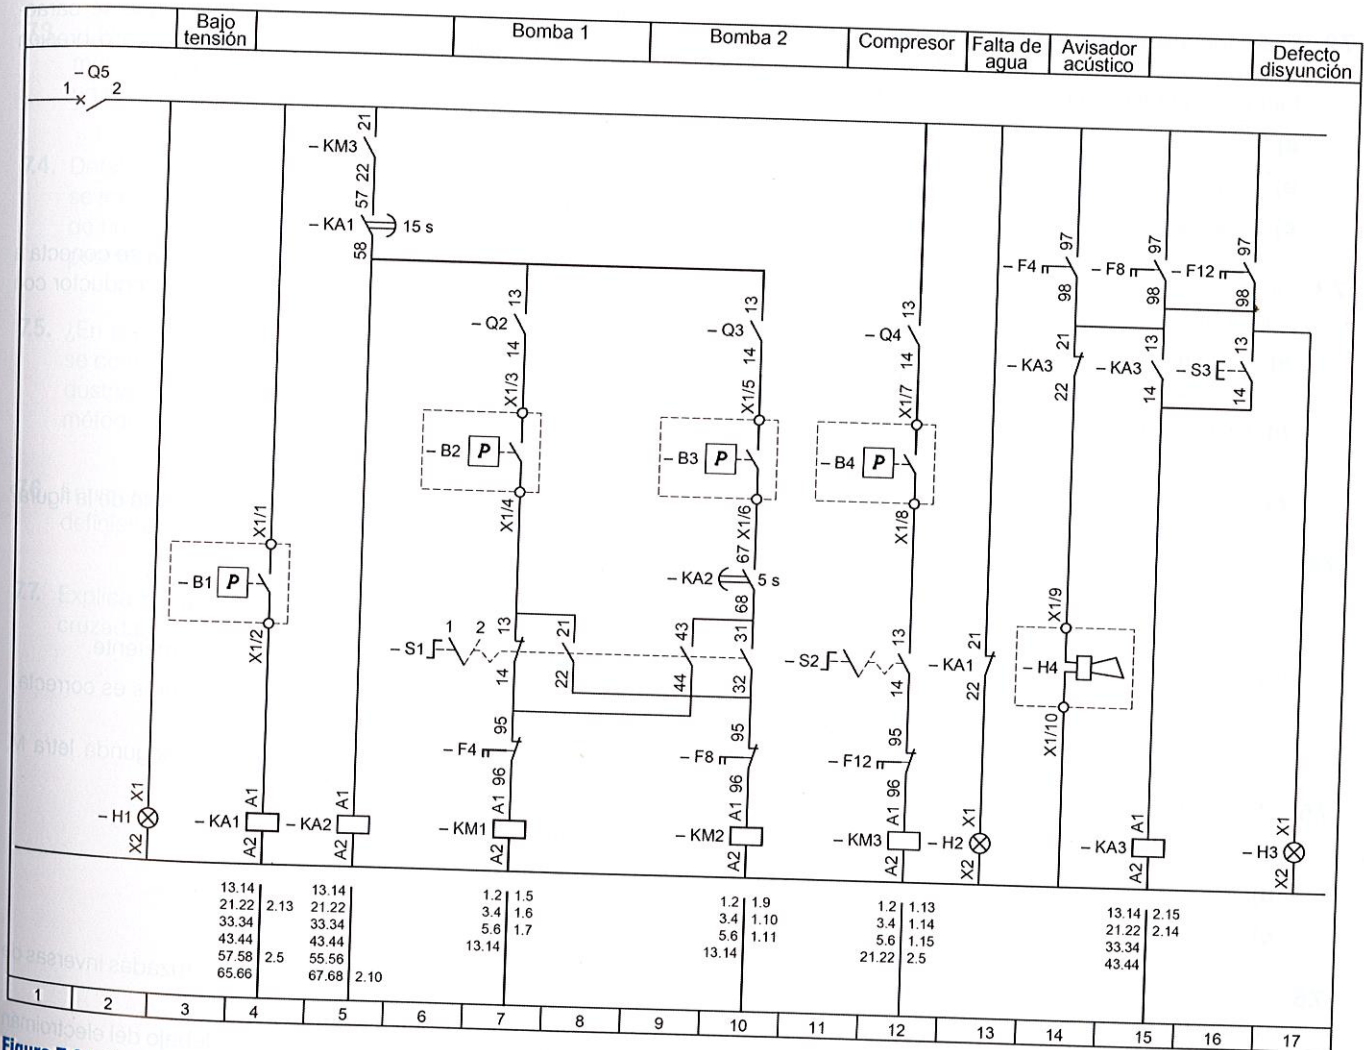 Bajo tensión
Bomba 1
Bomba 2
Compresor
Falta de agua
Avisador acústico
Defecto disyunción
– Q5
1 2
– KM3 21 22
– KA1 57 58 15 s
– Q2 13 14
– Q3 13 14
– Q4 13 14
– F4 97 98
– F8 97 98
– F12 97 98
– KA3 21 22
– KA3 13 14
– S3 13 14
X1/3
X1/5
X1/7
– B2 P
– B3 P
– B4 P
X1/4
X1/6
X1/8
X1/1
– B1 P
X1/2
– KA2 67 68 5 s
– S1 1 2 13 14 21 22 43 44 31 32
– S2 13 14
– KA1 21 22
X1/9
– H4
X1/10
– F4 95 96
– F8 95 96
– F12 95 96
– H1 X1 X2
– KA1 A1 A2
– KA2 A1 A2
– KM1 A1 A2
– KM2 A1 A2
– KM3 A1 A2
– H2 X1 X2
– KA3 A1 A2
– H3 X1 X2
13.14
21.22 2.13
33.34
43.44
57.58 2.5
65.66
13.14
21.22
33.34
43.44
55.56
67.68 2.10
1.2 1.5
3.4 1.6
5.6 1.7
13.14
1.2 1.9
3.4 1.10
5.6 1.11
13.14
1.2 1.13
3.4 1.14
5.6 1.15
21.22 2.5
13.14 2.15
21.22 2.14
33.34
43.44
1 2 3 4 5 6 7 8 9 10 11 12 13 14 15 16 17